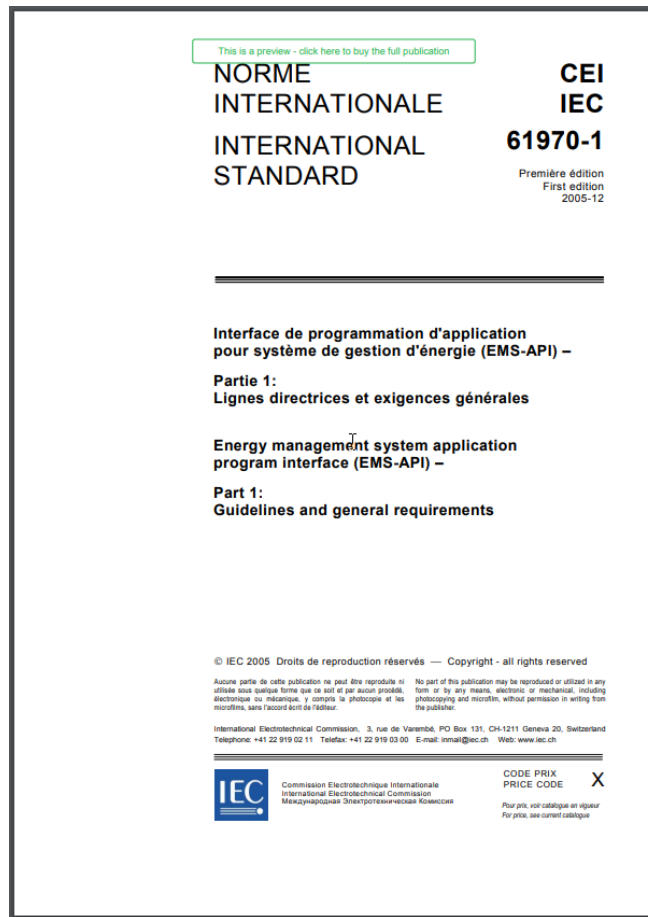 This is a preview - click here to buy the full publication
NORME
INTERNATIONALE
INTERNATIONAL
STANDARD
CEI
IEC
61970-1
Première édition
First edition
2005-12
Interface de programmation d'application
pour système de gestion d'énergie (EMS-API) –
Partie 1:
Lignes directrices et exigences générales
Energy management system application
program interface (EMS-API) –
Part 1:
Guidelines and general requirements
© IEC 2005 Droits de reproduction réservés — Copyright - all rights reserved
Aucune partie de cette publication ne peut être reproduite ni
utilisée sous quelque forme que ce soit et par aucun procédé,
électronique ou mécanique, y compris la photocopie et les
microfilms, sans l'accord écrit de l'éditeur.
No part of this publication may be reproduced or utilized in any
form or by any means, electronic or mechanical, including
photocopying and microfilm, without permission in writing from
the publisher.
International Electrotechnical Commission, 3, rue de Varembé, PO Box 131, CH-1211 Geneva 20, Switzerland
Telephone: +41 22 919 02 11 Telefax: +41 22 919 03 00 E-mail: inmail@iec.ch Web: www.iec.ch
IEC
Commission Electrotechnique Internationale
International Electrotechnical Commission
Международная Электротехническая Комиссия
CODE PRIX
PRICE CODE
X
Pour prix, voir catalogue en vigueur
For price, see current catalogue